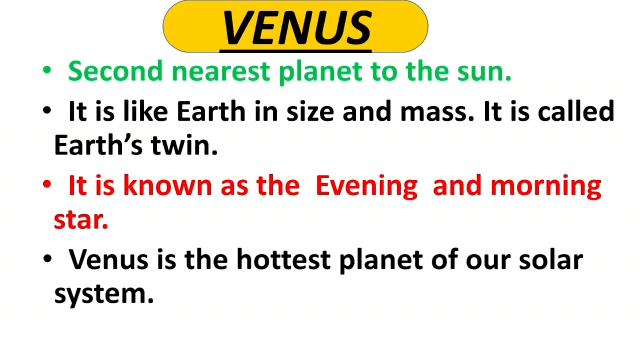 VENUS
• Second nearest planet to the sun.
• It is like Earth in size and mass. It is called
Earth’s twin.
• It is known as the Evening and morning
star.
• Venus is the hottest planet of our solar
system.